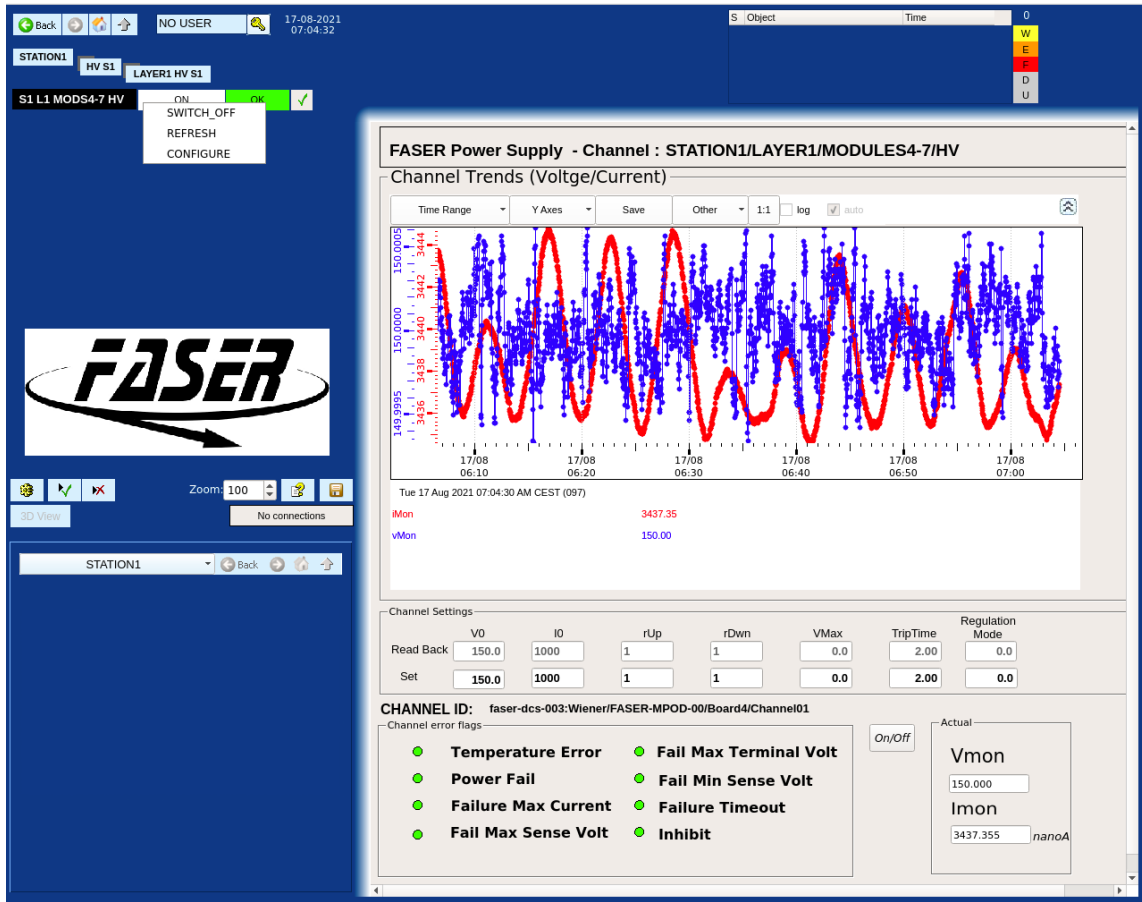 Back NO USER 17-08-2021
07:04:32
S Object Time 0
W
E
F
D
U
STATION1
HV S1
LAYER1 HV S1
S1 L1 MODS4-7 HV ON OK
SWITCH_OFF
REFRESH
CONFIGURE
FASER
Zoom: 100
3D View No connections
STATION1 Back
FASER Power Supply - Channel : STATION1/LAYER1/MODULES4-7/HV
Channel Trends (Voltge/Current)
Time Range Y Axes Save Other 1:1 log auto
150.0005
150.0000
149.9995
3444
3442
3440
3438
3436
17/08 17/08 17/08 17/08 17/08 17/08
06:10 06:20 06:30 06:40 06:50 07:00
Tue 17 Aug 2021 07:04:30 AM CEST (097)
iMon 3437.35
vMon 150.00
Channel Settings
V0 I0 rUp rDwn VMax TripTime Regulation
Mode
Read Back 150.0 1000 1 1 0.0 2.00 0.0
Set 150.0 1000 1 1 0.0 2.00 0.0
CHANNEL ID: faser-dcs-003:Wiener/FASER-MPOD-00/Board4/Channel01
Channel error flags
Temperature Error Fail Max Terminal Volt
Power Fail Fail Min Sense Volt
Failure Max Current Failure Timeout
Fail Max Sense Volt Inhibit
On/Off
Actual
Vmon
150.000
Imon
3437.355 nanoA